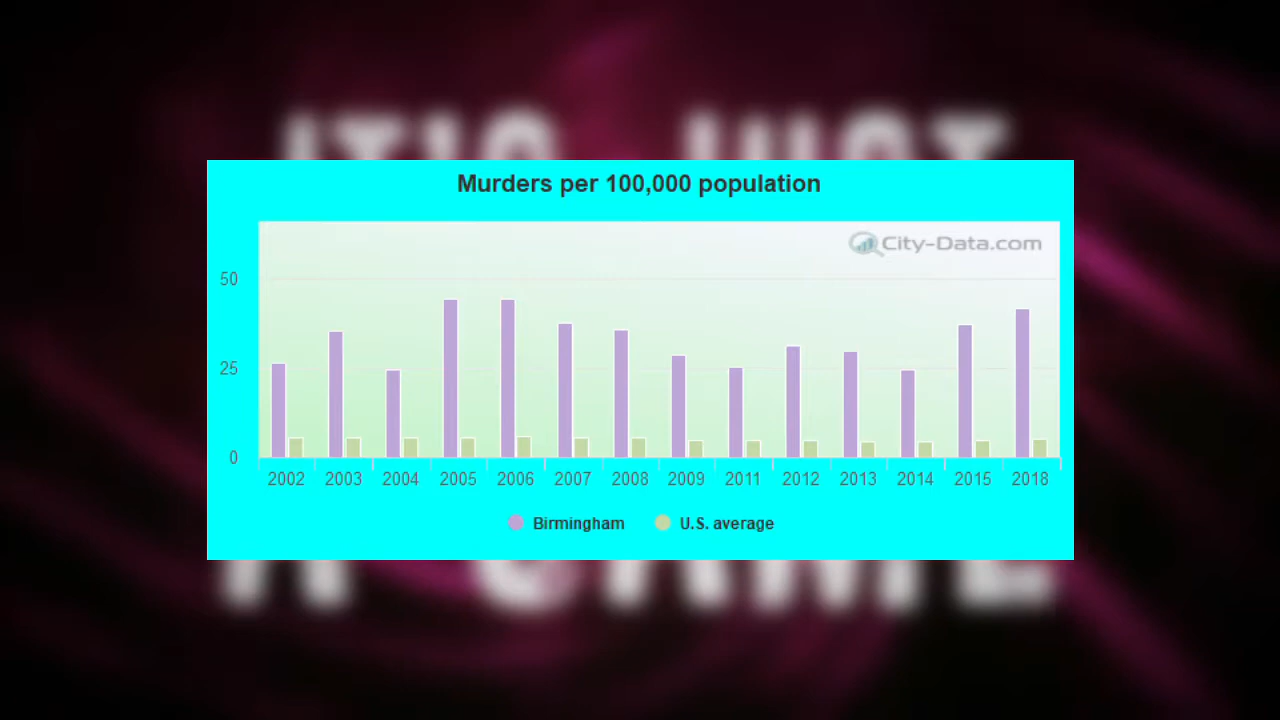 Murders per 100,000 population
City-Data.com
50
25
0
2002 2003 2004 2005 2006 2007 2008 2009 2011 2012 2013 2014 2015 2018
Birmingham U.S. average